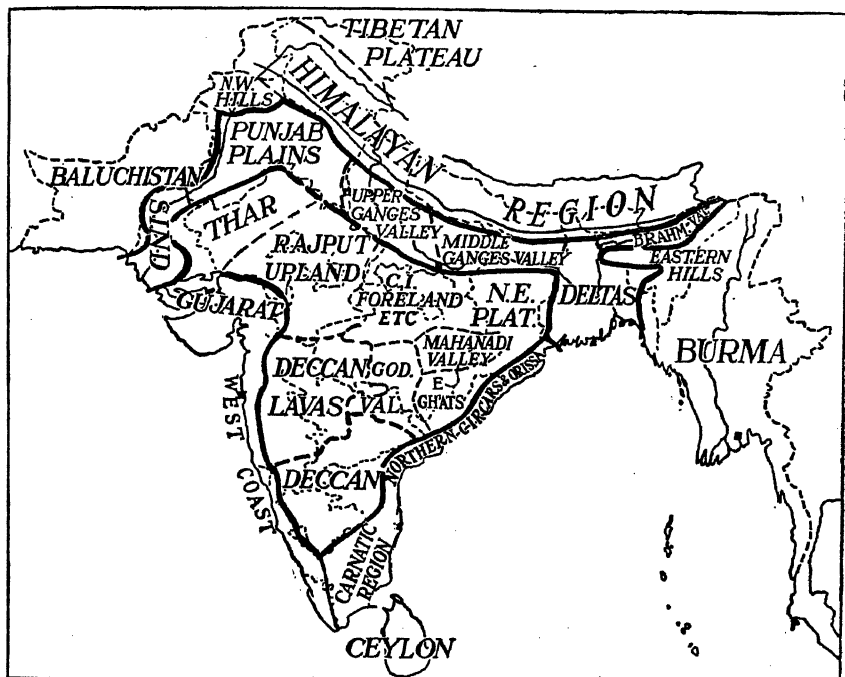 TIBETAN
PLATEAU
N.W.
HILLS
HIMALAYAN
REGION
PUNJAB
PLAINS
BALUCHISTAN
SIND
THAR
UPPER
GANGES
VALLEY
MIDDLE
GANGES-VALLEY
BRAHM-VAL
EASTERN
HILLS
RAJPUT
UPLAND
C.I.
FORELAND
ETC
N.E.
PLAT.
DELTAS
GUJARAT
MAHANADI
VALLEY
BURMA
DECCAN
LAVAS
GOD.
VAL.
E
GHATS
NORTHERN-CIRCARS & ORISSA
WEST COAST
DECCAN
CARNATIC
REGION
CEYLON